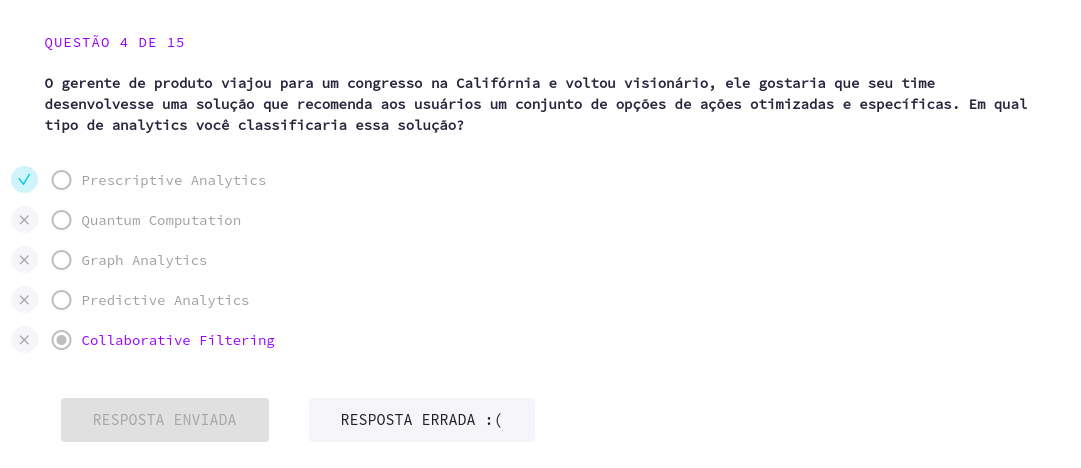 QUESTÃO 4 DE 15
O gerente de produto viajou para um congresso na Califórnia e voltou visionário, ele gostaria que seu time
desenvolvesse uma solução que recomenda aos usuários um conjunto de opções de ações otimizadas e específicas. Em qual
tipo de analytics você classificaria essa solução?
Prescriptive Analytics
Quantum Computation
Graph Analytics
Predictive Analytics
Collaborative Filtering
RESPOSTA ENVIADA
RESPOSTA ERRADA :(